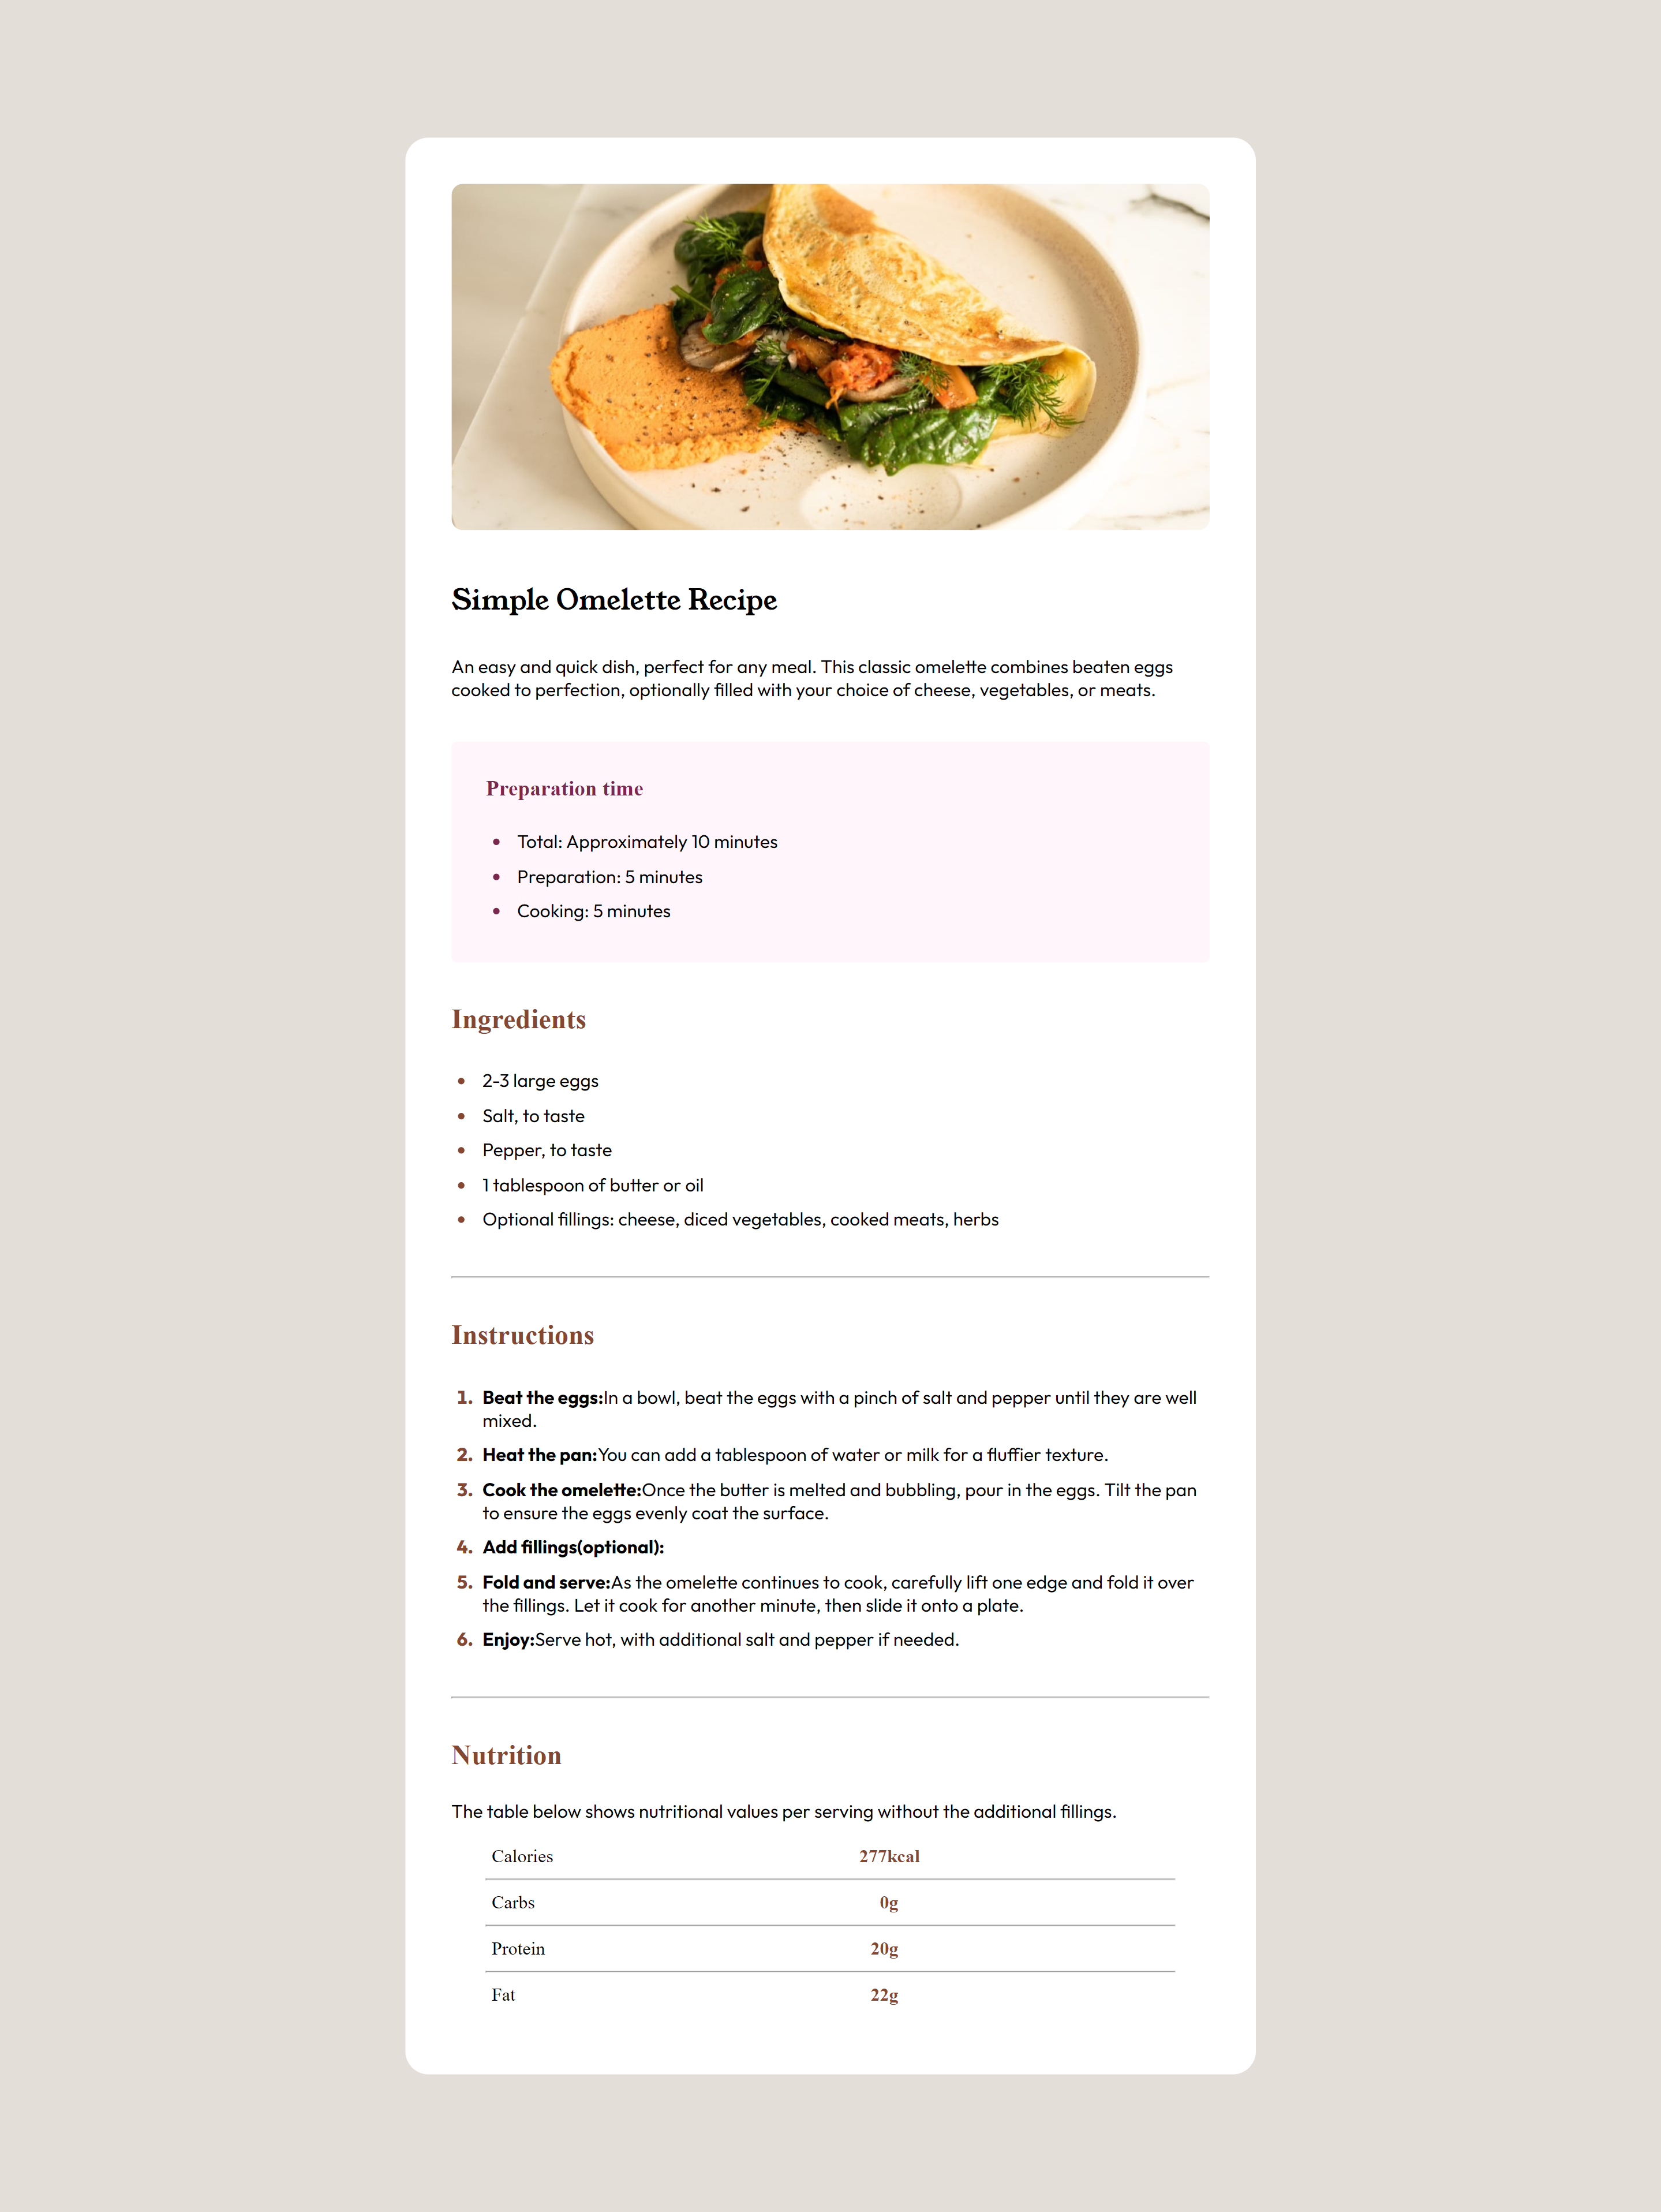 Simple Omelette Recipe
An easy and quick dish, perfect for any meal. This classic omelette combines beaten eggs
cooked to perfection, optionally filled with your choice of cheese, vegetables, or meats.
Preparation time
• Total: Approximately 10 minutes
• Preparation: 5 minutes
• Cooking: 5 minutes
Ingredients
• 2-3 large eggs
• Salt, to taste
• Pepper, to taste
• 1 tablespoon of butter or oil
• Optional fillings: cheese, diced vegetables, cooked meats, herbs
Instructions
1. Beat the eggs:In a bowl, beat the eggs with a pinch of salt and pepper until they are well
mixed.
2. Heat the pan:You can add a tablespoon of water or milk for a fluffier texture.
3. Cook the omelette:Once the butter is melted and bubbling, pour in the eggs. Tilt the pan
to ensure the eggs evenly coat the surface.
4. Add fillings(optional):
5. Fold and serve:As the omelette continues to cook, carefully lift one edge and fold it over
the fillings. Let it cook for another minute, then slide it onto a plate.
6. Enjoy:Serve hot, with additional salt and pepper if needed.
Nutrition
The table below shows nutritional values per serving without the additional fillings.
Calories 277kcal
Carbs 0g
Protein 20g
Fat 22g